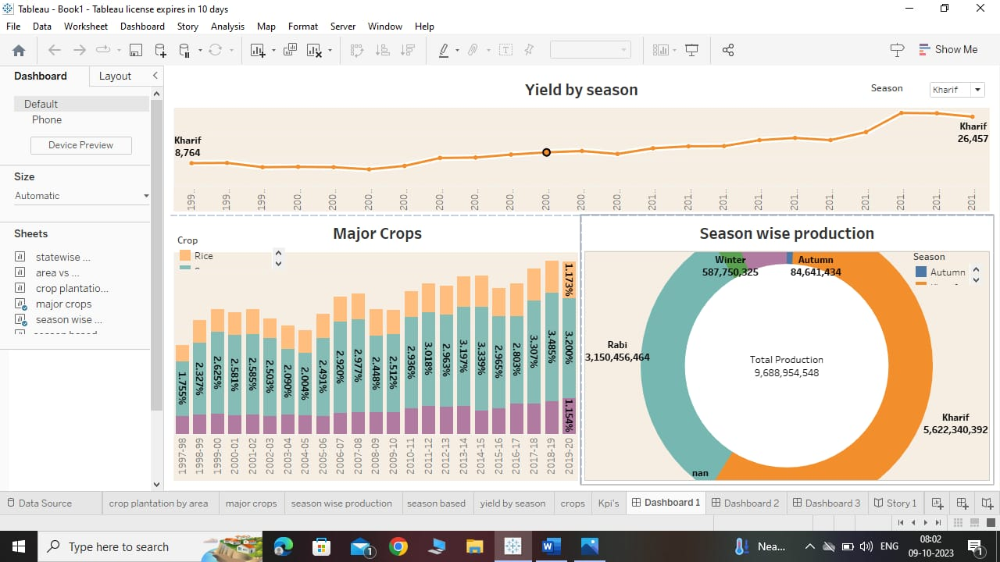 Tableau - Book1 - Tableau license expires in 10 days
File Data Worksheet Dashboard Story Analysis Map Format Server Window Help
Show Me
Dashboard Layout
Default
Phone
Device Preview
Size
Automatic
Sheets
statewise ...
area vs ...
crop plantatio...
major crops
season wise ...
Yield by season
Season Kharif
Kharif
8,764
Kharif
26,457
199.. 199.. 199.. 200.. 200.. 200.. 200.. 200.. 200.. 200.. 200.. 200.. 200.. 201.. 201.. 201.. 201.. 201.. 201.. 201.. 201.. 201.. 201..
Major Crops
Crop
Rice
1.755% 2.327% 2.625% 2.581% 2.585% 2.503% 2.090% 2.004% 2.491% 2.920% 2.977% 2.448% 2.512% 2.936% 3.018% 2.963% 3.197% 3.339% 2.965% 2.803% 3.307% 3.485% 1.173% 3.200% 1.154%
1997-98 1998-99 1999-00 2000-01 2001-02 2002-03 2003-04 2004-05 2005-06 2006-07 2007-08 2008-09 2009-10 2010-11 2011-12 2012-13 2013-14 2014-15 2015-16 2016-17 2017-18 2018-19 2019-20
Season wise production
Winter
587,750,325
Autumn
84,641,434
Season
Autumn
Rabi
3,150,456,464
Total Production
9,688,954,548
Kharif
5,622,340,392
nan
Data Source crop plantation by area major crops season wise production season based yield by season crops Kpi's Dashboard 1 Dashboard 2 Dashboard 3 Story 1
Type here to search
1
Nea...
ENG
08:02
09-10-2023
1